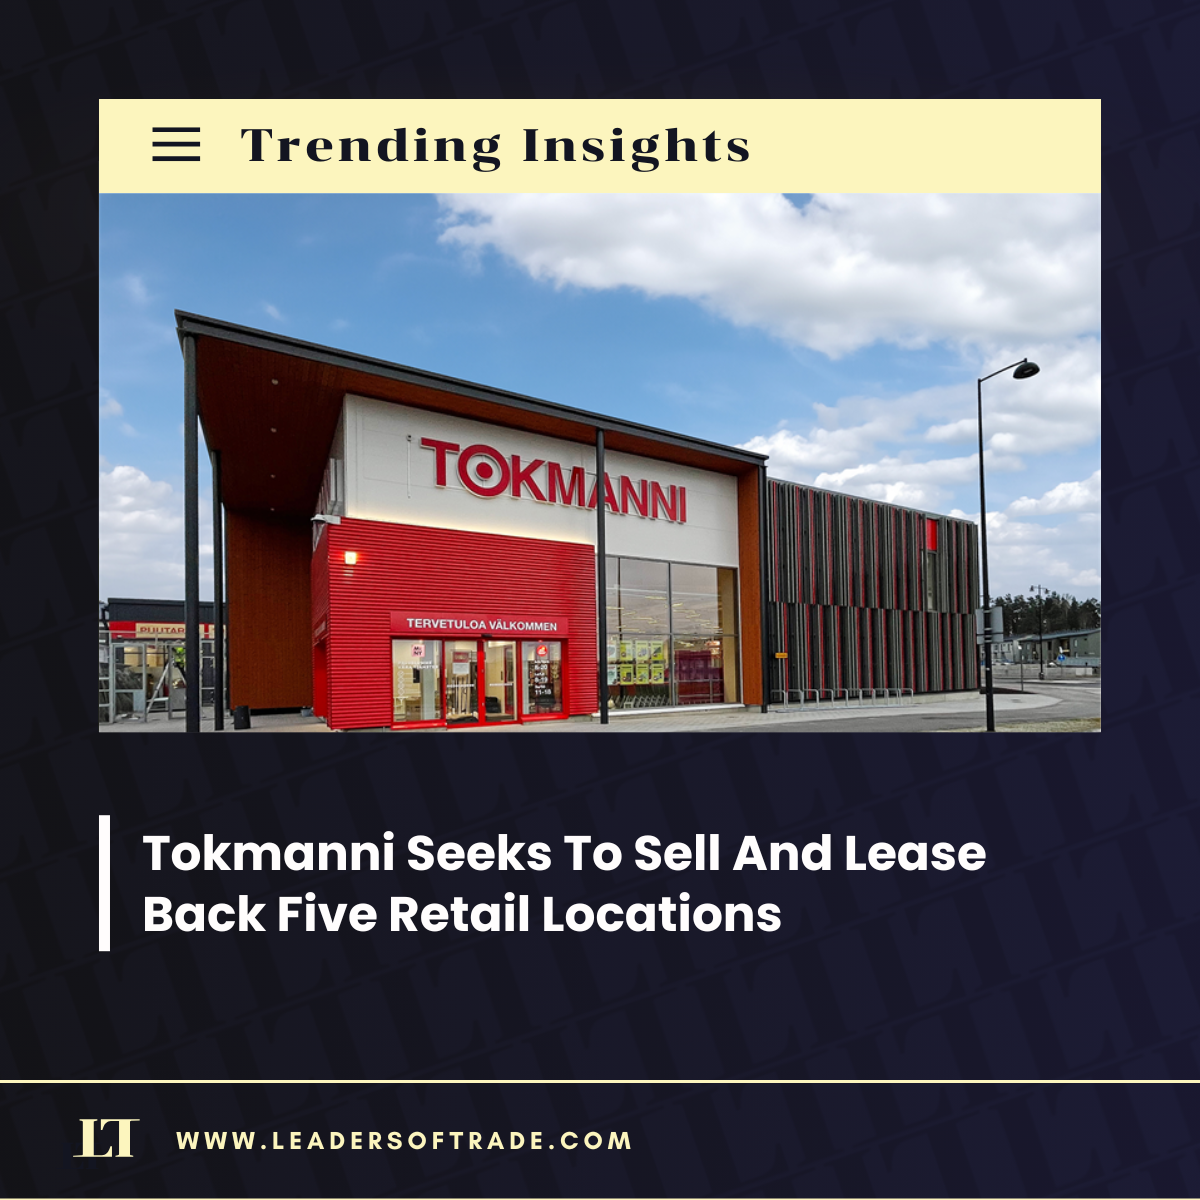 Trending Insights
TOKMANNI
TERVETULOA VÄLKOMMEN
Tokmanni Seeks To Sell And Lease
Back Five Retail Locations
LT
WWW.LEADERSOFTRADE.COM